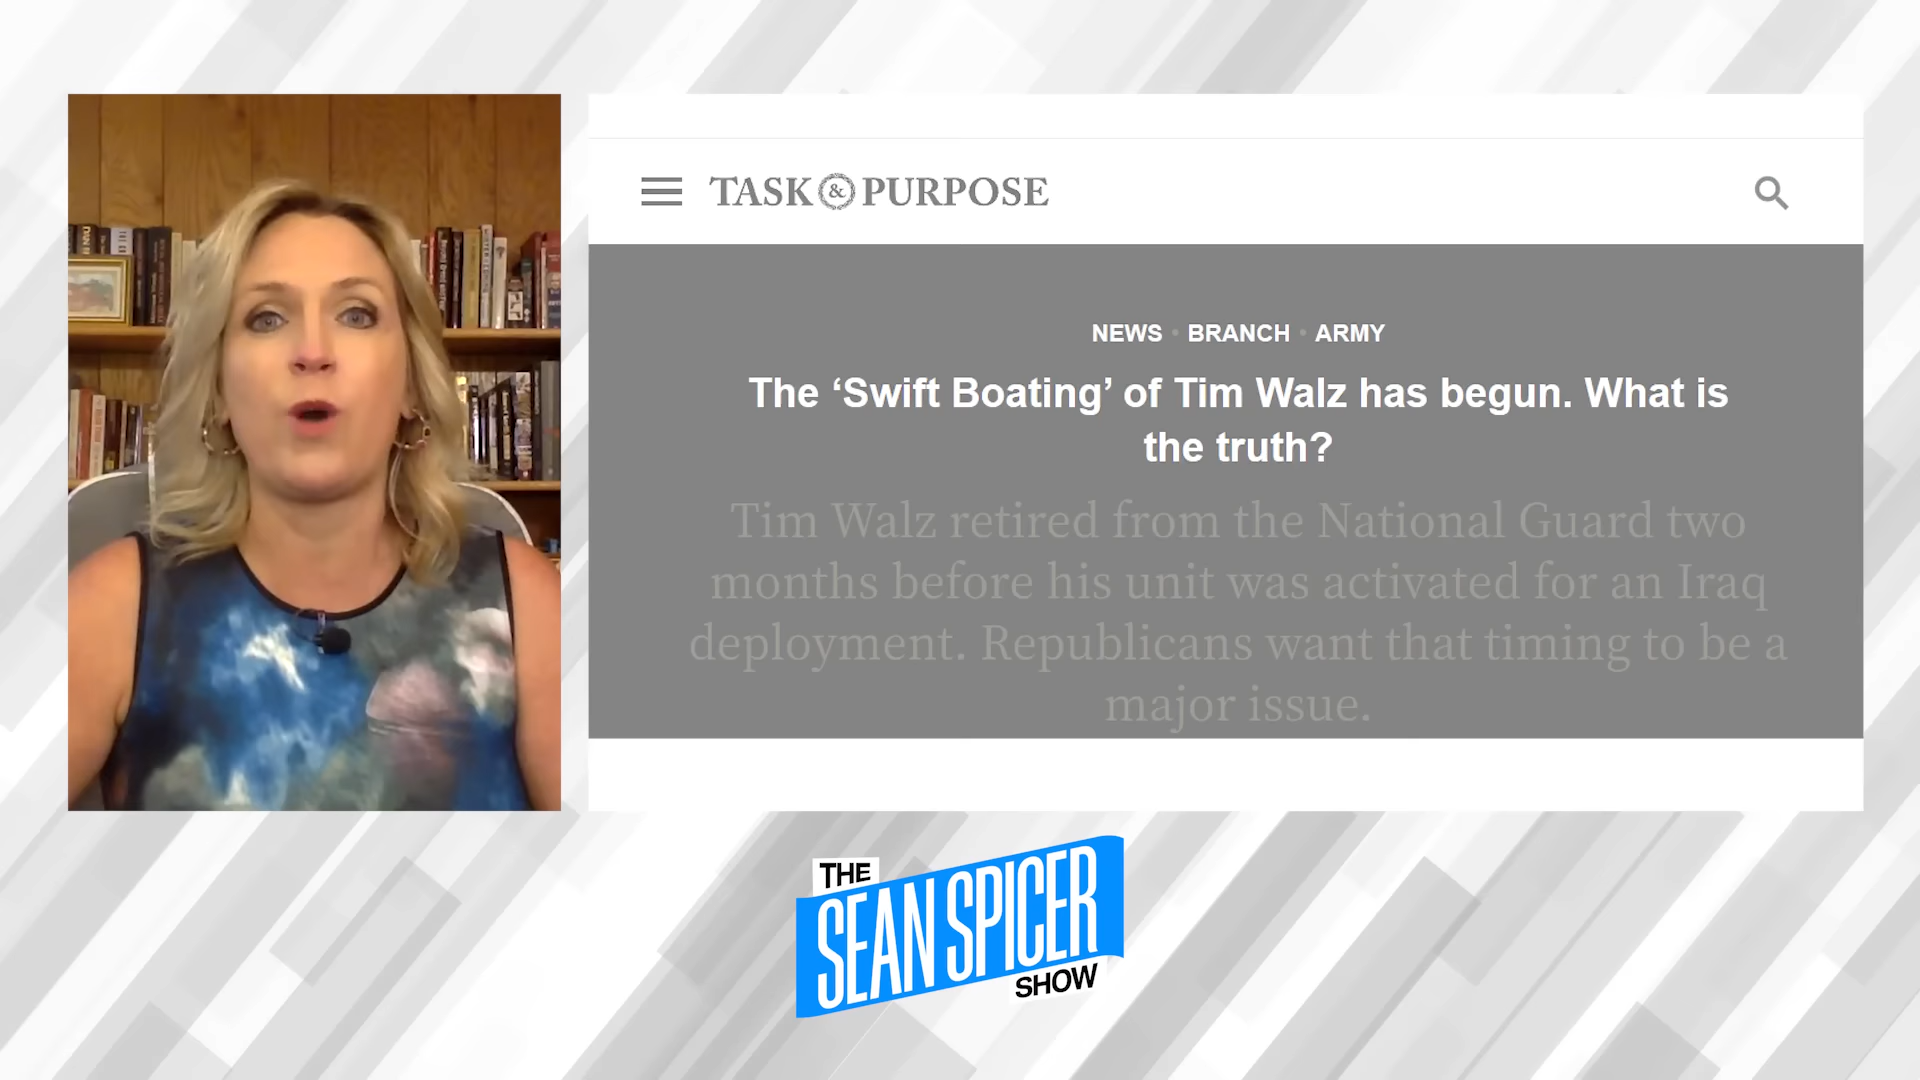 TASK & PURPOSE
NEWS • BRANCH • ARMY
The ‘Swift Boating’ of Tim Walz has begun. What is
the truth?
Tim Walz retired from the National Guard two
months before his unit was activated for an Iraq
deployment. Republicans want that timing to be a
major issue.
THE
SEAN SPICER
SHOW